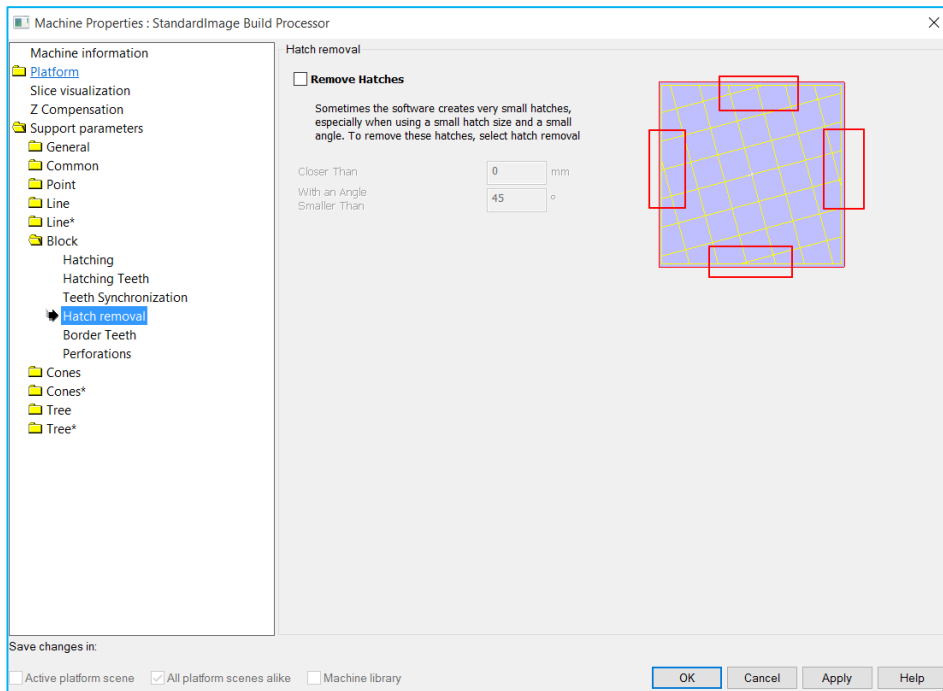 Machine Properties : StandardImage Build Processor
Machine information
Platform
Slice visualization
Z Compensation
Support parameters
General
Common
Point
Line
Line*
Block
Hatching
Hatching Teeth
Teeth Synchronization
Hatch removal
Border Teeth
Perforations
Cones
Cones*
Tree
Tree*
Hatch removal
Remove Hatches
Sometimes the software creates very small hatches,
especially when using a small hatch size and a small
angle. To remove these hatches, select hatch removal
Closer Than 0 mm
With an Angle
Smaller Than 45 °
Save changes in:
Active platform scene All platform scenes alike Machine library
OK Cancel Apply Help